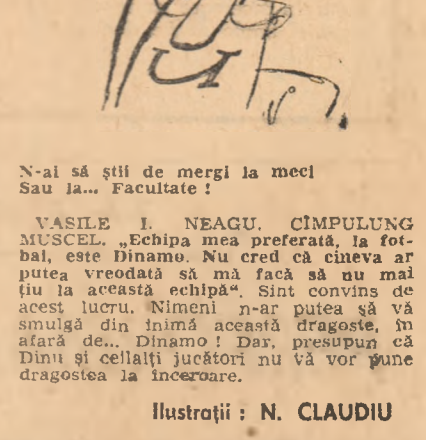 N-ai să știi de mergi la meci
Sau la... Facultate !
VASILE I. NEAGU. CÎMPULUNG
MUSCEL. „Echipa mea preferată, la fot-
bal, este Dinamo. Nu cred că cineva ar
putea vreodată să mă facă să nu mai
țiu la această echipă“. Sint convins de
acest lucru. Nimeni n-ar putea să vă
smulgă din inimă această dragoste, în
afară de... Dinamo ! Dar, presupun că
Dinu și ceilalți jucători nu vă vor pune
dragostea la încercare.
Ilustrații : N. CLAUDIU